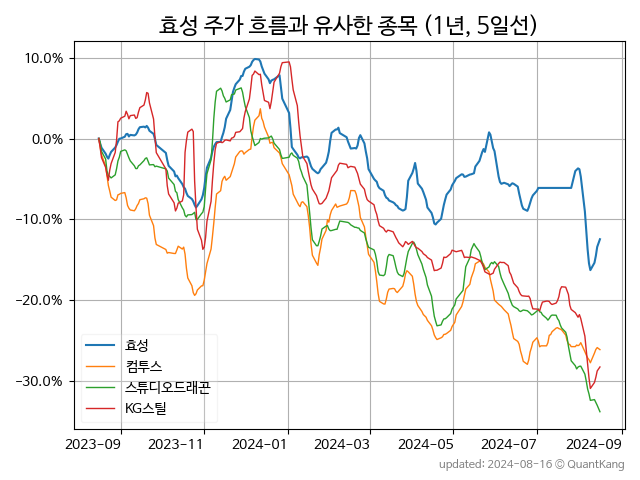 효성 주가 흐름과 유사한 종목 (1년, 5일선)
10.0%
0.0%
−10.0%
−20.0%
−30.0%
효성
컴투스
스튜디오드래곤
KG스틸
2023−09 2023−11 2024−01 2024−03 2024−05 2024−07 2024−09
updated: 2024-08-16 © QuantKang